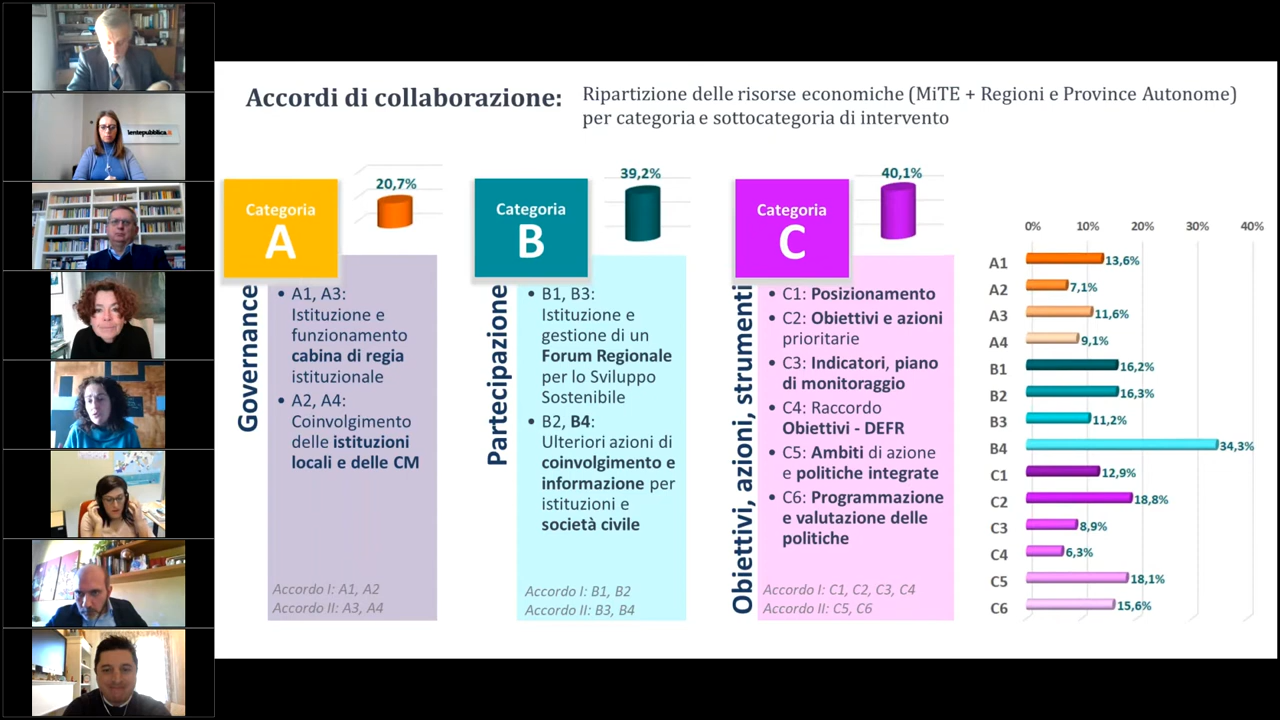 lentepubblica.it
Accordi di collaborazione:
Ripartizione delle risorse economiche (MiTE + Regioni e Province Autonome)
per categoria e sottocategoria di intervento
Categoria
A
20,7%
Governance
• A1, A3:
Istituzione e
funzionamento
cabina di regia
istituzionale
• A2, A4:
Coinvolgimento
delle istituzioni
locali e delle CM
Accordo I: A1, A2
Accordo II: A3, A4
Categoria
B
39,2%
Partecipazione
• B1, B3:
Istituzione e
gestione di un
Forum Regionale
per lo Sviluppo
Sostenibile
• B2, B4:
Ulteriori azioni di
coinvolgimento e
informazione per
istituzioni e
società civile
Accordo I: B1, B2
Accordo II: B3, B4
Categoria
C
40,1%
Obiettivi, azioni, strumenti
• C1: Posizionamento
• C2: Obiettivi e azioni
prioritarie
• C3: Indicatori, piano
di monitoraggio
• C4: Raccordo
Obiettivi - DEFR
• C5: Ambiti di azione
e politiche integrate
• C6: Programmazione
e valutazione delle
politiche
Accordo I: C1, C2, C3, C4
Accordo II: C5, C6
0% 10% 20% 30% 40%
A1 13,6%
A2 7,1%
A3 11,6%
A4 9,1%
B1 16,2%
B2 16,3%
B3 11,2%
B4 34,3%
C1 12,9%
C2 18,8%
C3 8,9%
C4 6,3%
C5 18,1%
C6 15,6%